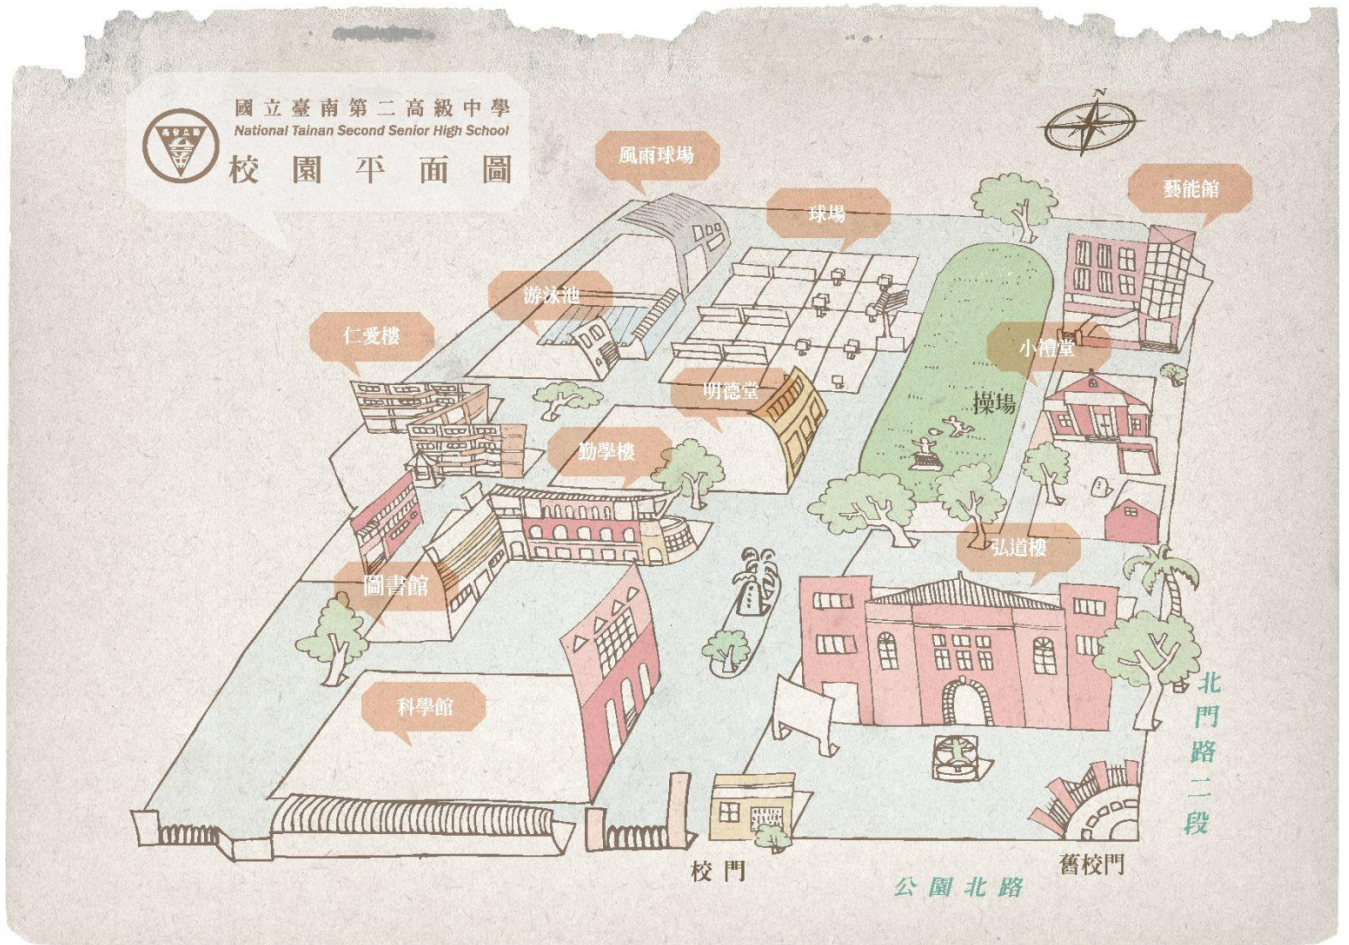 國立臺南第二高級中學
National Tainan Second Senior High School
校園平面圖
N
風雨球場
藝能館
球場
游泳池
仁愛樓
小禮堂
明德堂
操場
勤學樓
弘道樓
圖書館
科學館
北門路二段
校門
舊校門
公園北路